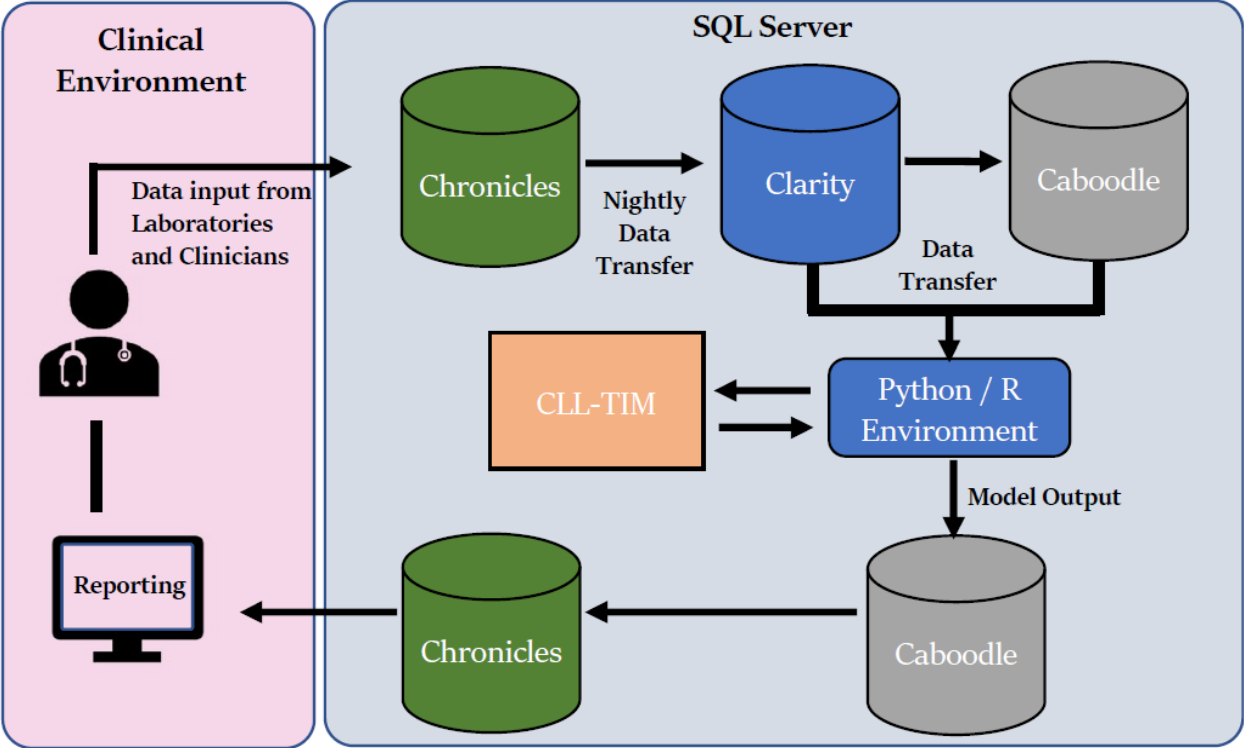 Clinical
Environment
SQL Server
Data input from
Laboratories
and Clinicians
Chronicles
Nightly
Data
Transfer
Clarity
Caboodle
Data
Transfer
CLL-TIM
Python / R
Environment
Model Output
Reporting
Chronicles
Caboodle